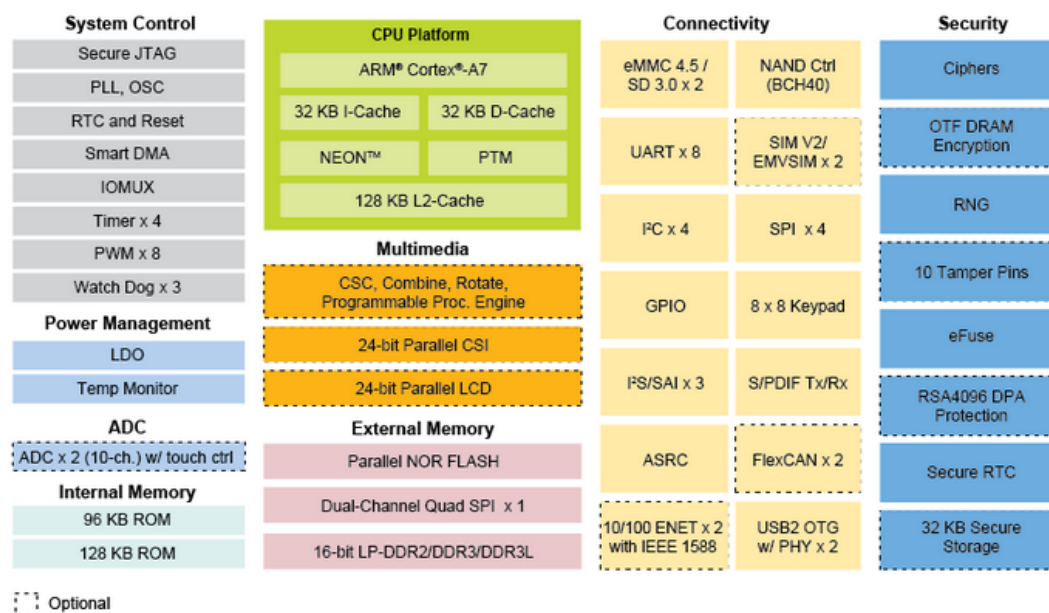 System Control
Secure JTAG
PLL, OSC
RTC and Reset
Smart DMA
IOMUX
Timer x 4
PWM x 8
Watch Dog x 3
Power Management
LDO
Temp Monitor
ADC
ADC x 2 (10-ch.) w/ touch ctrl
Internal Memory
96 KB ROM
128 KB ROM
CPU Platform
ARM® Cortex®-A7
32 KB I-Cache
32 KB D-Cache
NEON™
PTM
128 KB L2-Cache
Multimedia
CSC, Combine, Rotate,
Programmable Proc. Engine
24-bit Parallel CSI
24-bit Parallel LCD
External Memory
Parallel NOR FLASH
Dual-Channel Quad SPI x 1
16-bit LP-DDR2/DDR3/DDR3L
Connectivity
eMMC 4.5 /
SD 3.0 x 2
NAND Ctrl
(BCH40)
UART x 8
SIM V2/
EMVSIM x 2
I²C x 4
SPI x 4
GPIO
8 x 8 Keypad
I²S/SAI x 3
S/PDIF Tx/Rx
ASRC
FlexCAN x 2
10/100 ENET x 2
with IEEE 1588
USB2 OTG
w/ PHY x 2
Security
Ciphers
OTF DRAM
Encryption
RNG
10 Tamper Pins
eFuse
RSA4096 DPA
Protection
Secure RTC
32 KB Secure
Storage
Optional